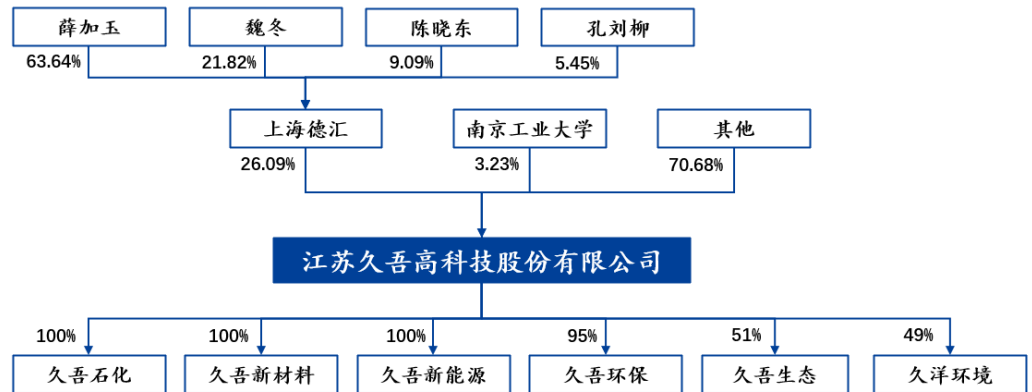 薛加玉 魏冬 陈晓东 孔刘柳
63.64% 21.82% 9.09% 5.45%
上海德汇 南京工业大学 其他
26.09% 3.23% 70.68%
江苏久吾高科技股份有限公司
100% 100% 100% 95% 51% 49%
久吾石化 久吾新材料 久吾新能源 久吾环保 久吾生态 久洋环境